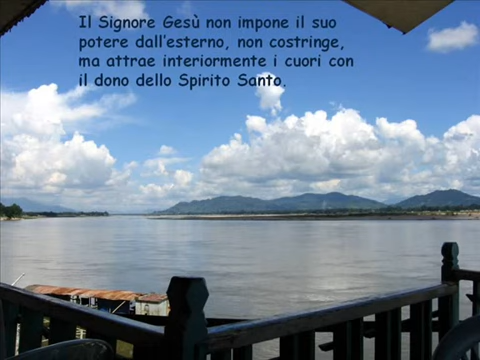 Il Signore Gesù non impone il suo
potere dall'esterno, non costringe,
ma attrae interiormente i cuori con
il dono dello Spirito Santo.